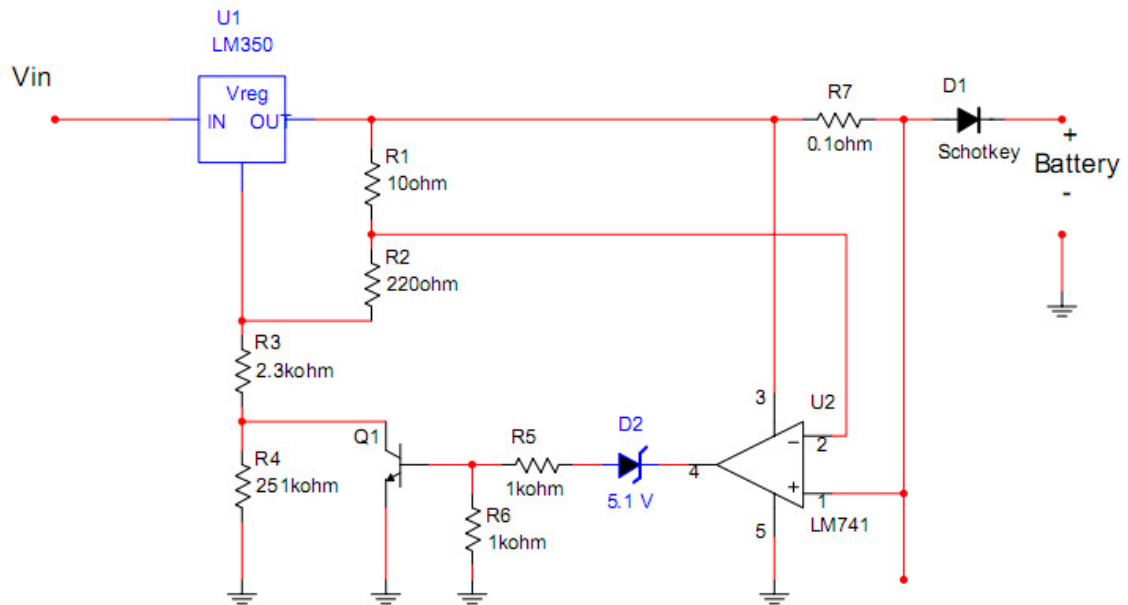 U1
LM350
Vin
Vreg
IN OUT
R1
10ohm
R2
220ohm
R3
2.3kohm
R4
251kohm
Q1
R5
1kohm
R6
1kohm
D2
5.1 V
R7
0.1ohm
D1
Schotkey
+
Battery
-
3
U2
−
2
4
+
1
LM741
5